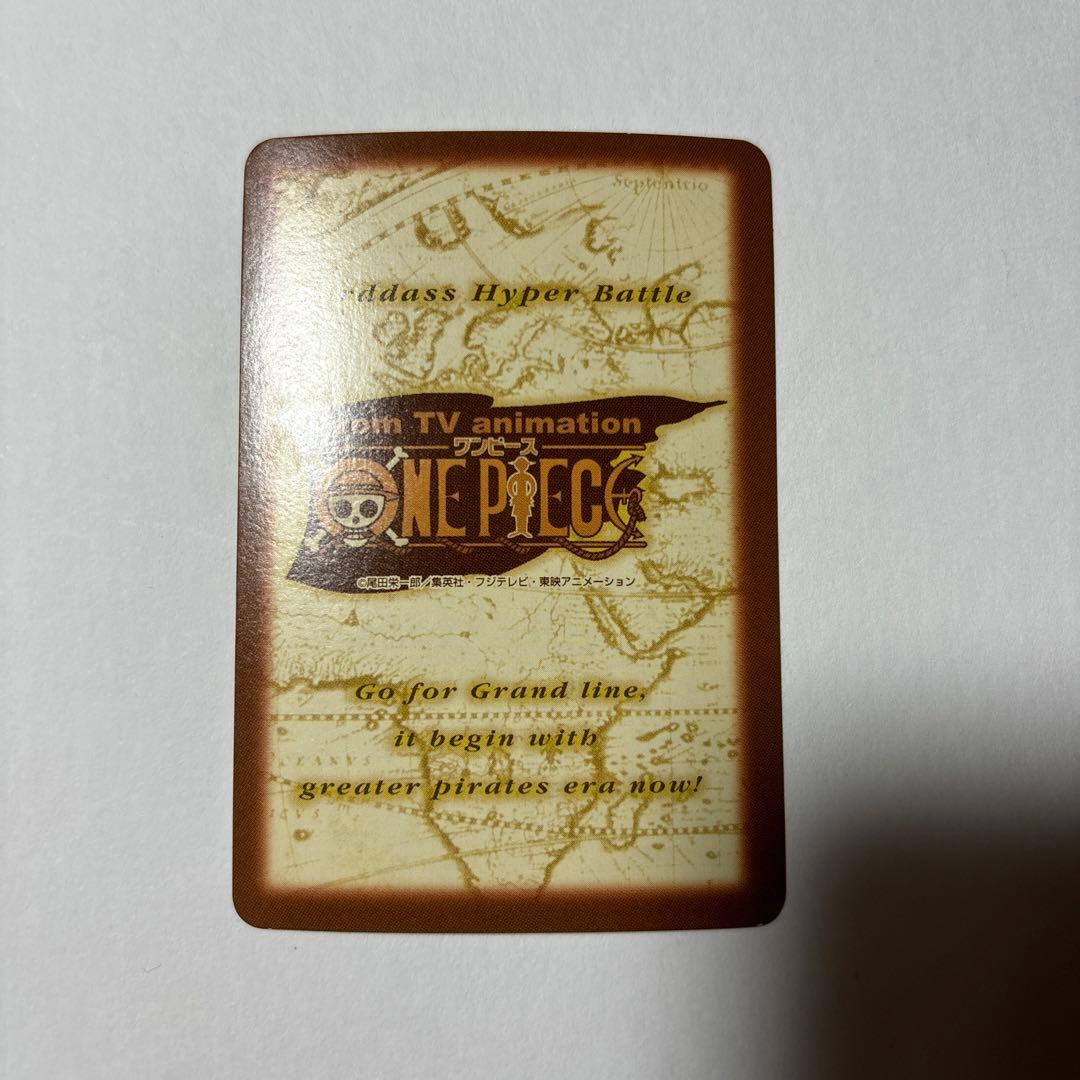 Septentrio
rddass Hyper Battle
from TV animation
ワンピース
ONE PIECE
©尾田栄一郎／集英社・フジテレビ・東映アニメーション
Go for Grand line,
it begin with
greater pirates era now!